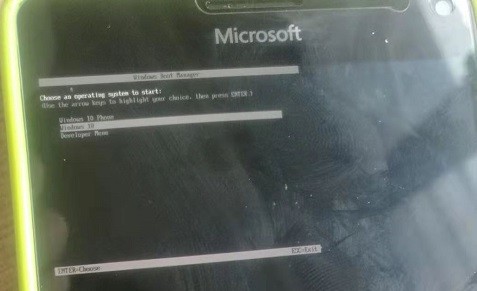 Microsoft
Windows Boot Manager
Choose an operating system to start:
(Use the arrow keys to highlight your choice, then press ENTER.)
Windows 10 Phone
Windows 10
Developer Menu
ENTER=Choose
ESC=Exit